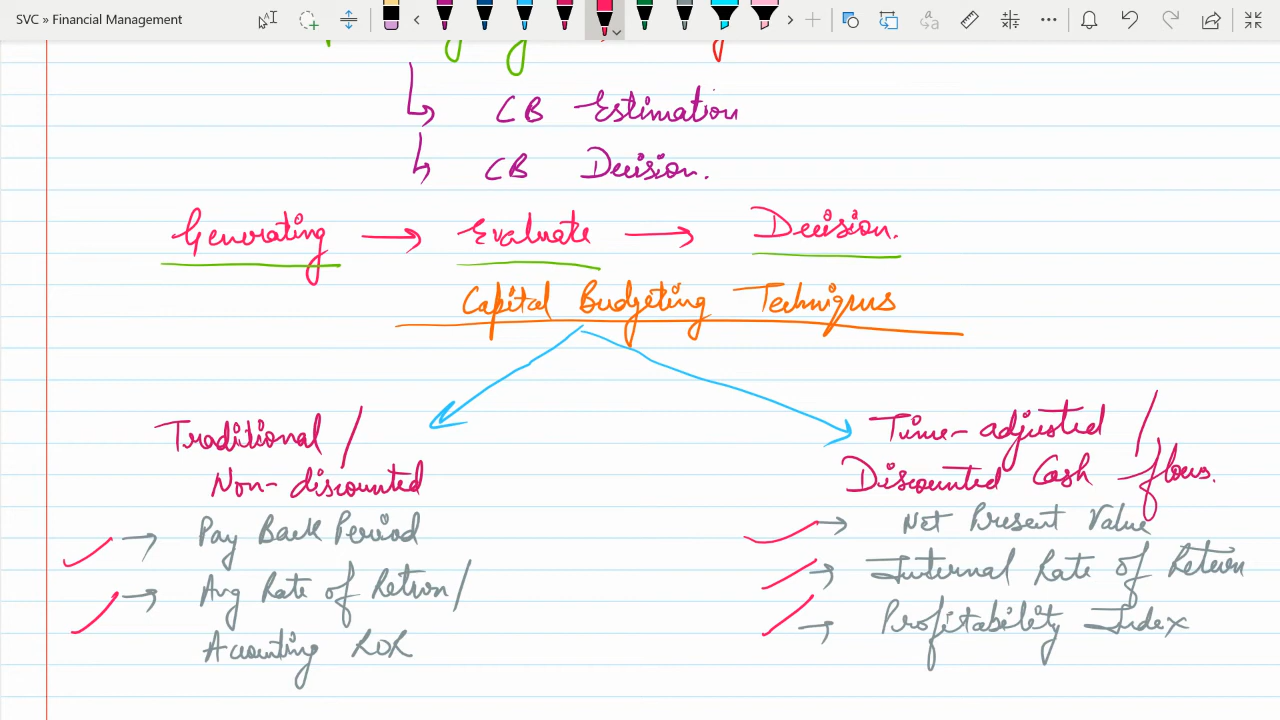 SVC » Financial Management
CB Estimation
CB Decision.
Generating → Evaluate → Decision.
Capital Budgeting Techniques
Traditional /
Non-discounted
→ Pay Back Period
→ Avg Rate of Return /
Accounting ROR
Time-adjusted /
Discounted Cash flows.
→ Net Present Value
→ Internal Rate of Return
→ Profitability Index